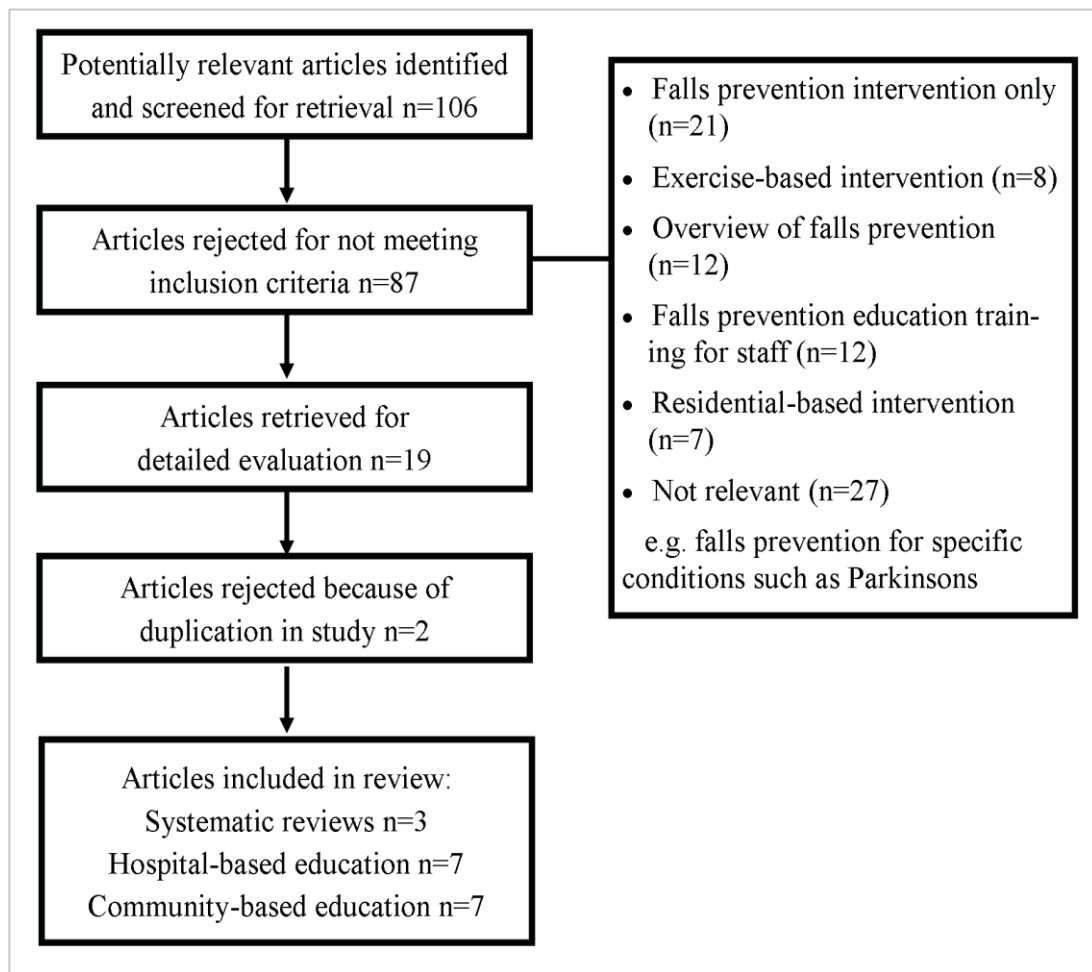 Potentially relevant articles identified
and screened for retrieval n=106
Articles rejected for not meeting
inclusion criteria n=87
Articles retrieved for
detailed evaluation n=19
Articles rejected because of
duplication in study n=2
Articles included in review:
Systematic reviews n=3
Hospital-based education n=7
Community-based education n=7
• Falls prevention intervention only
(n=21)
• Exercise-based intervention (n=8)
• Overview of falls prevention
(n=12)
• Falls prevention education train-
ing for staff (n=12)
• Residential-based intervention
(n=7)
• Not relevant (n=27)
e.g. falls prevention for specific
conditions such as Parkinsons